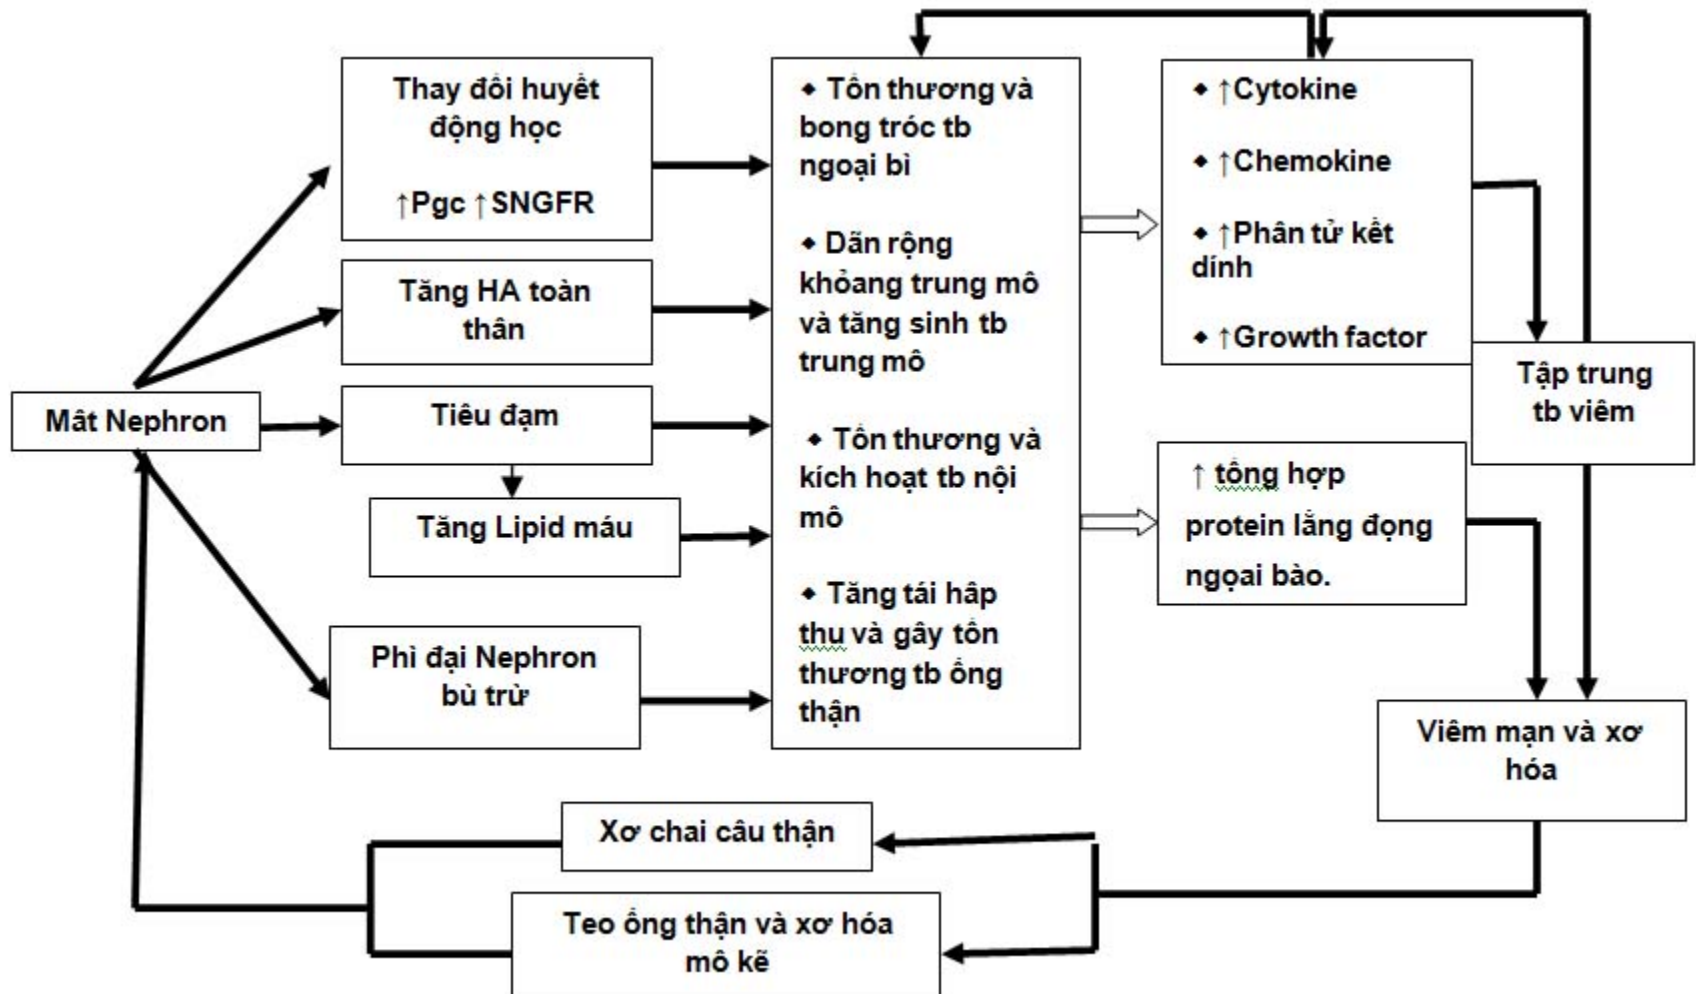 Thay đổi huyết
động học
↑Pgc ↑SNGFR
Tăng HA toàn
thân
Mất Nephron
Tiêu đạm
Tăng Lipid máu
Phì đại Nephron
bù trừ
◆ Tổn thương và
bong tróc tb
ngoại bì
◆ Dãn rộng
khỏang trung mô
và tăng sinh tb
trung mô
◆ Tổn thương và
kích hoạt tb nội
mô
◆ Tăng tái hấp
thu và gây tổn
thương tb ống
thận
◆ ↑Cytokine
◆ ↑Chemokine
◆ ↑Phân tử kết
dính
◆ ↑Growth factor
Tập trung
tb viêm
↑ tổng hợp
protein lắng đọng
ngọai bào.
Viêm mạn và xơ
hóa
Xơ chai cầu thận
Teo ống thận và xơ hóa
mô kẽ